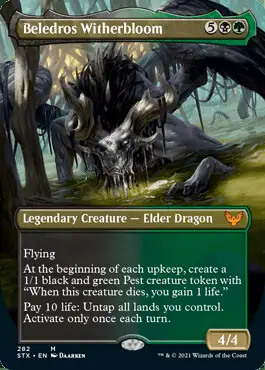 Beledros Witherbloom 5
Legendary Creature — Elder Dragon
Flying
At the beginning of each upkeep, create a
1/1 black and green Pest creature token with
"When this creature dies, you gain 1 life."
Pay 10 life: Untap all lands you control.
Activate only once each turn.
4/4
282 M
STX • EN DAARKEN
™ & © 2021 Wizards of the Coast